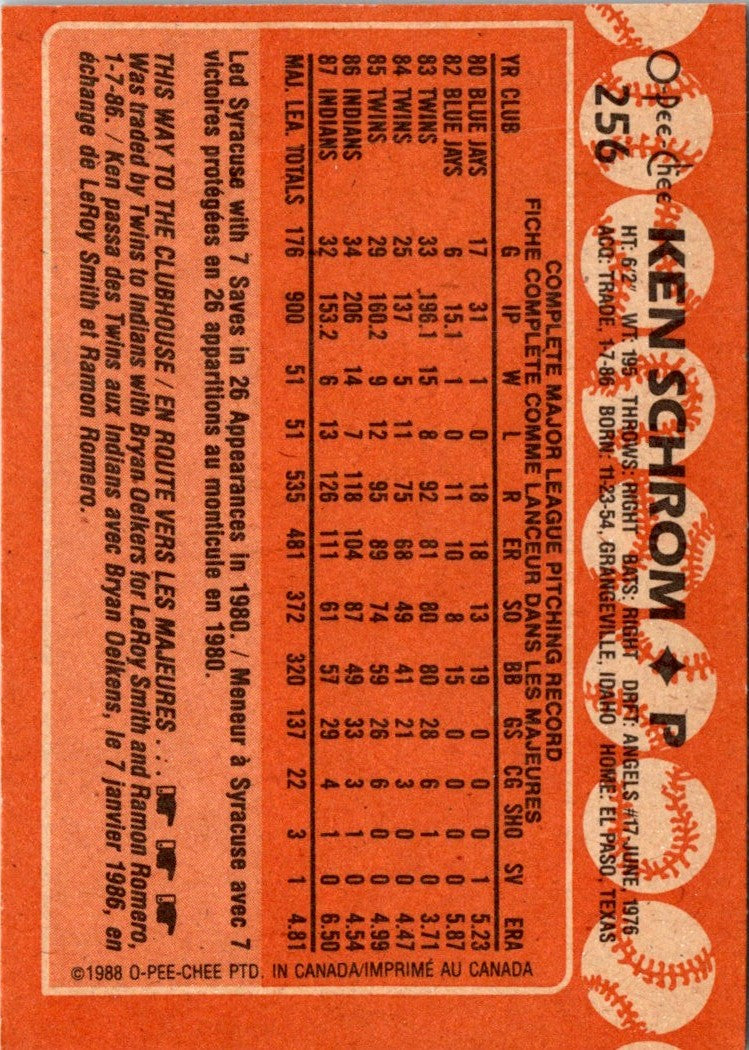 O-Pee-Chee KEN SCHROM ✦ P
256
HT: 6'2" WT: 195 THROWS: RIGHT BATS: RIGHT DRFT: ANGELS #17-JUNE, 1976
ACQ: TRADE, 1-7-86 BORN: 11-23-54, GRANGEVILLE, IDAHO HOME: EL PASO, TEXAS
COMPLETE MAJOR LEAGUE PITCHING RECORD
FICHE COMPLÈTE COMME LANCEUR DANS LES MAJEURES
YR CLUB G IP W L R ER SO BB GS CG SHO SV ERA
80 BLUE JAYS 17 31 1 0 18 18 13 19 0 0 0 1 5.23
82 BLUE JAYS 6 15.1 1 0 11 10 8 15 0 0 0 0 5.87
83 TWINS 33 196.1 15 8 92 81 80 80 28 6 1 0 3.71
84 TWINS 25 137 5 11 75 68 49 41 21 3 0 0 4.47
85 TWINS 29 160.2 9 12 95 89 74 59 26 6 0 0 4.99
86 INDIANS 34 206 14 7 118 104 87 49 33 3 1 0 4.54
87 INDIANS 32 153.2 6 13 126 111 61 57 29 4 1 0 6.50
MAJ. LEA. TOTALS 176 900 51 51 535 481 372 320 137 22 3 1 4.81
Led Syracuse with 7 Saves in 26 Appearances in 1980. / Meneur à Syracuse avec 7
victoires protégées en 26 apparitions au monticule en 1980.
THIS WAY TO THE CLUBHOUSE / EN ROUTE VERS LES MAJEURES . . .
Was traded by Twins to Indians with Bryan Oelkers for LeRoy Smith and Ramon Romero,
1-7-86. / Ken passa des Twins aux Indians avec Bryan Oelkens, le 7 janvier 1986, en
échange de LeRoy Smith et Ramon Romero.
©1988 O-PEE-CHEE PTD. IN CANADA/IMPRIMÉ AU CANADA